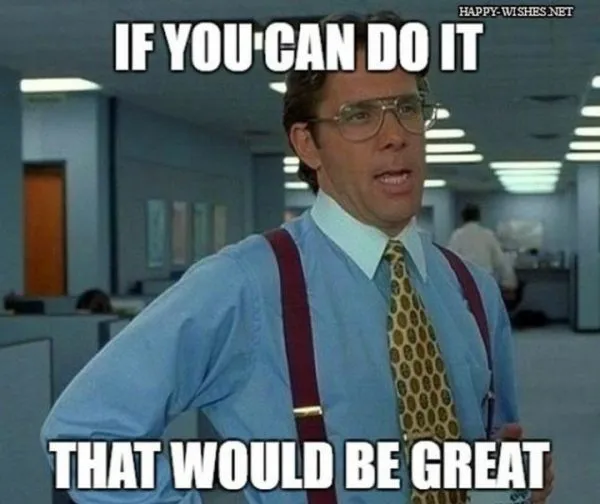 HAPPY-WISHES.NET
IF YOU CAN DO IT
THAT WOULD BE GREAT